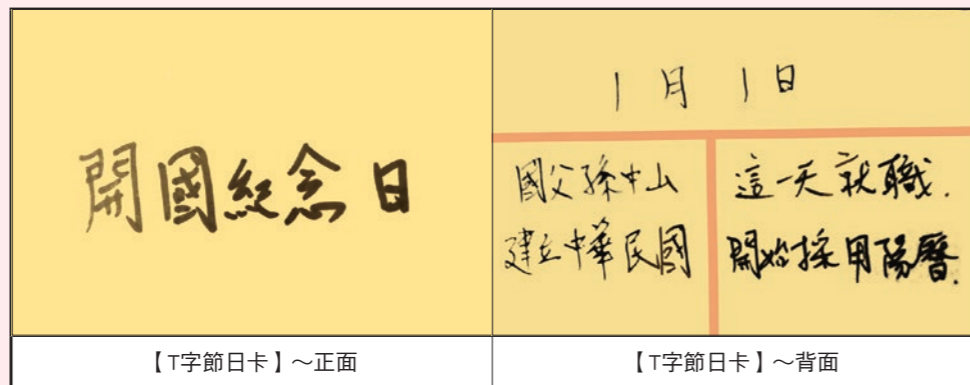 開國紀念日
1月1日
國父孫中山
建立中華民國
這一天就職.
開始採用陽曆.
【T字節日卡】～正面
【T字節日卡】～背面